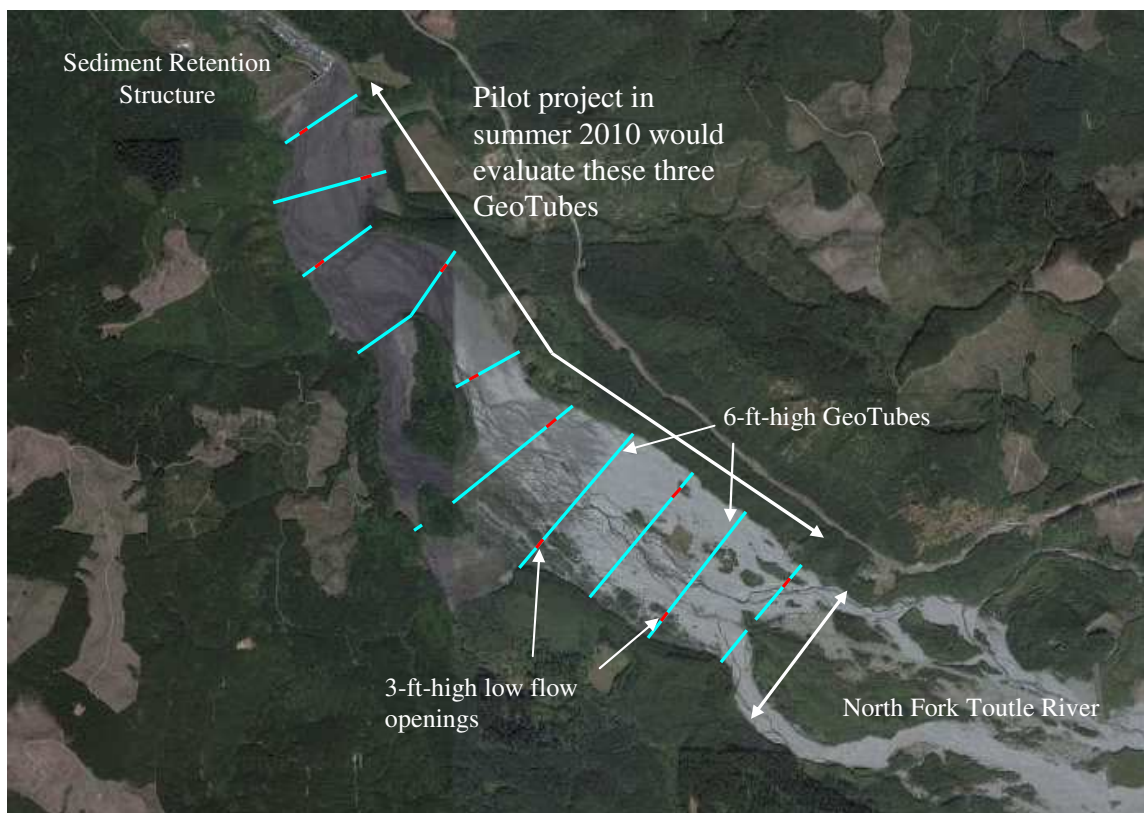 Sediment Retention
Structure
Pilot project in
summer 2010 would
evaluate these three
GeoTubes
6-ft-high GeoTubes
3-ft-high low flow
openings
North Fork Toutle River